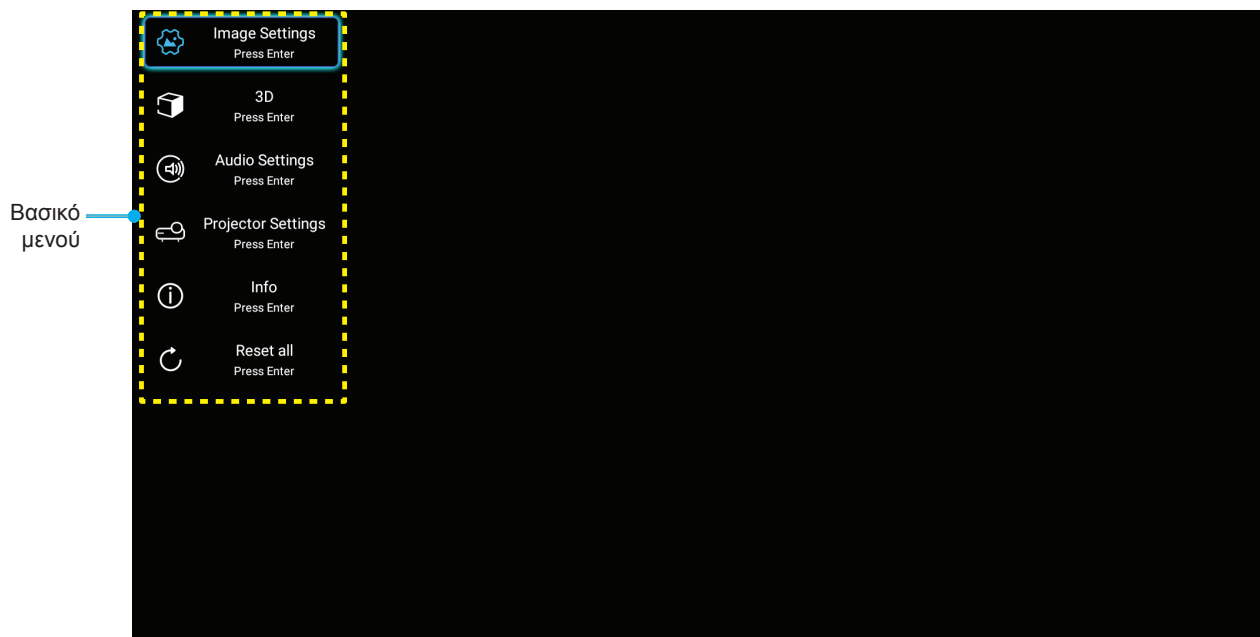 Image Settings
Press Enter
3D
Press Enter
Audio Settings
Press Enter
Βασικό
μενού
Projector Settings
Press Enter
Info
Press Enter
Reset all
Press Enter